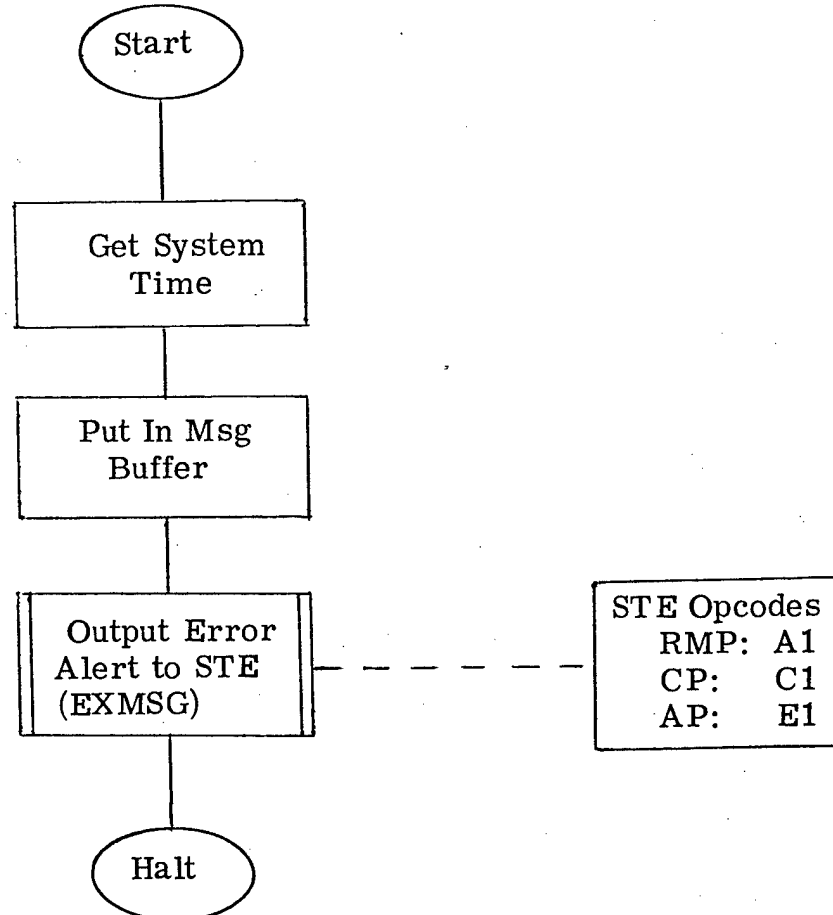 Start
Get System
Time
Put In Msg
Buffer
Output Error
Alert to STE
(EXMSG)
STE Opcodes
RMP: A1
CP: C1
AP: E1
Halt